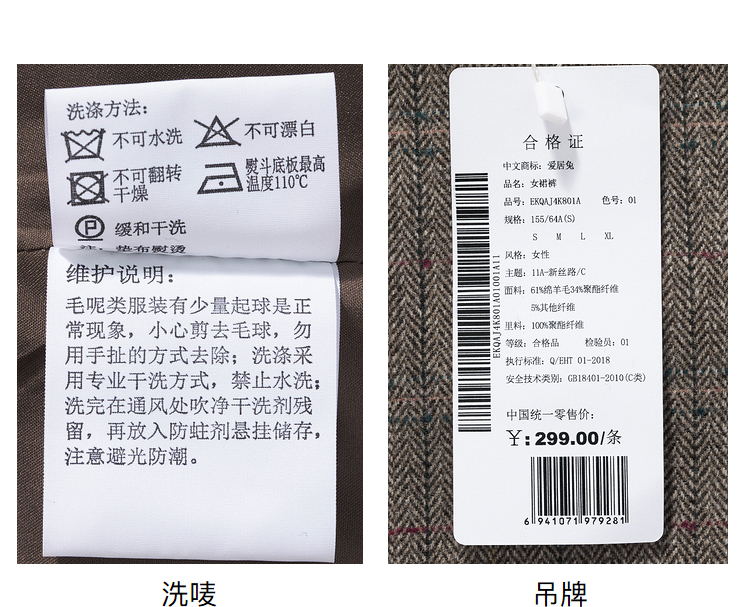 洗涤方法:
不可水洗
不可漂白
不可翻转
干燥
熨斗底板最高
温度110℃
P
缓和干洗
注: 垫布熨烫
维护说明:
毛呢类服装有少量起球是正
常现象, 小心剪去毛球, 勿
用手扯的方式去除; 洗涤采
用专业干洗方式, 禁止水洗;
洗完在通风处吹净干洗剂残
留, 再放入防蛀剂悬挂储存,
注意避光防潮。
洗唛
合格证
中文商标: 爱居兔
品名: 女裙裤
品号: EKQAJ4K801A 色号: 01
规格: 155/64A(S)
S M L XL
风格: 女性
主题: 11A-新丝路/C
面料: 61%绵羊毛34%聚酯纤维
5%其他纤维
里料: 100%聚酯纤维
等级: 合格品 检验员: 01
执行标准: Q/EHT 01-2018
安全技术类别: GB18401-2010(C类)
EKQAJ4K801A01001A11
中国统一零售价:
¥: 299.00/条
6 941071 979281
吊牌